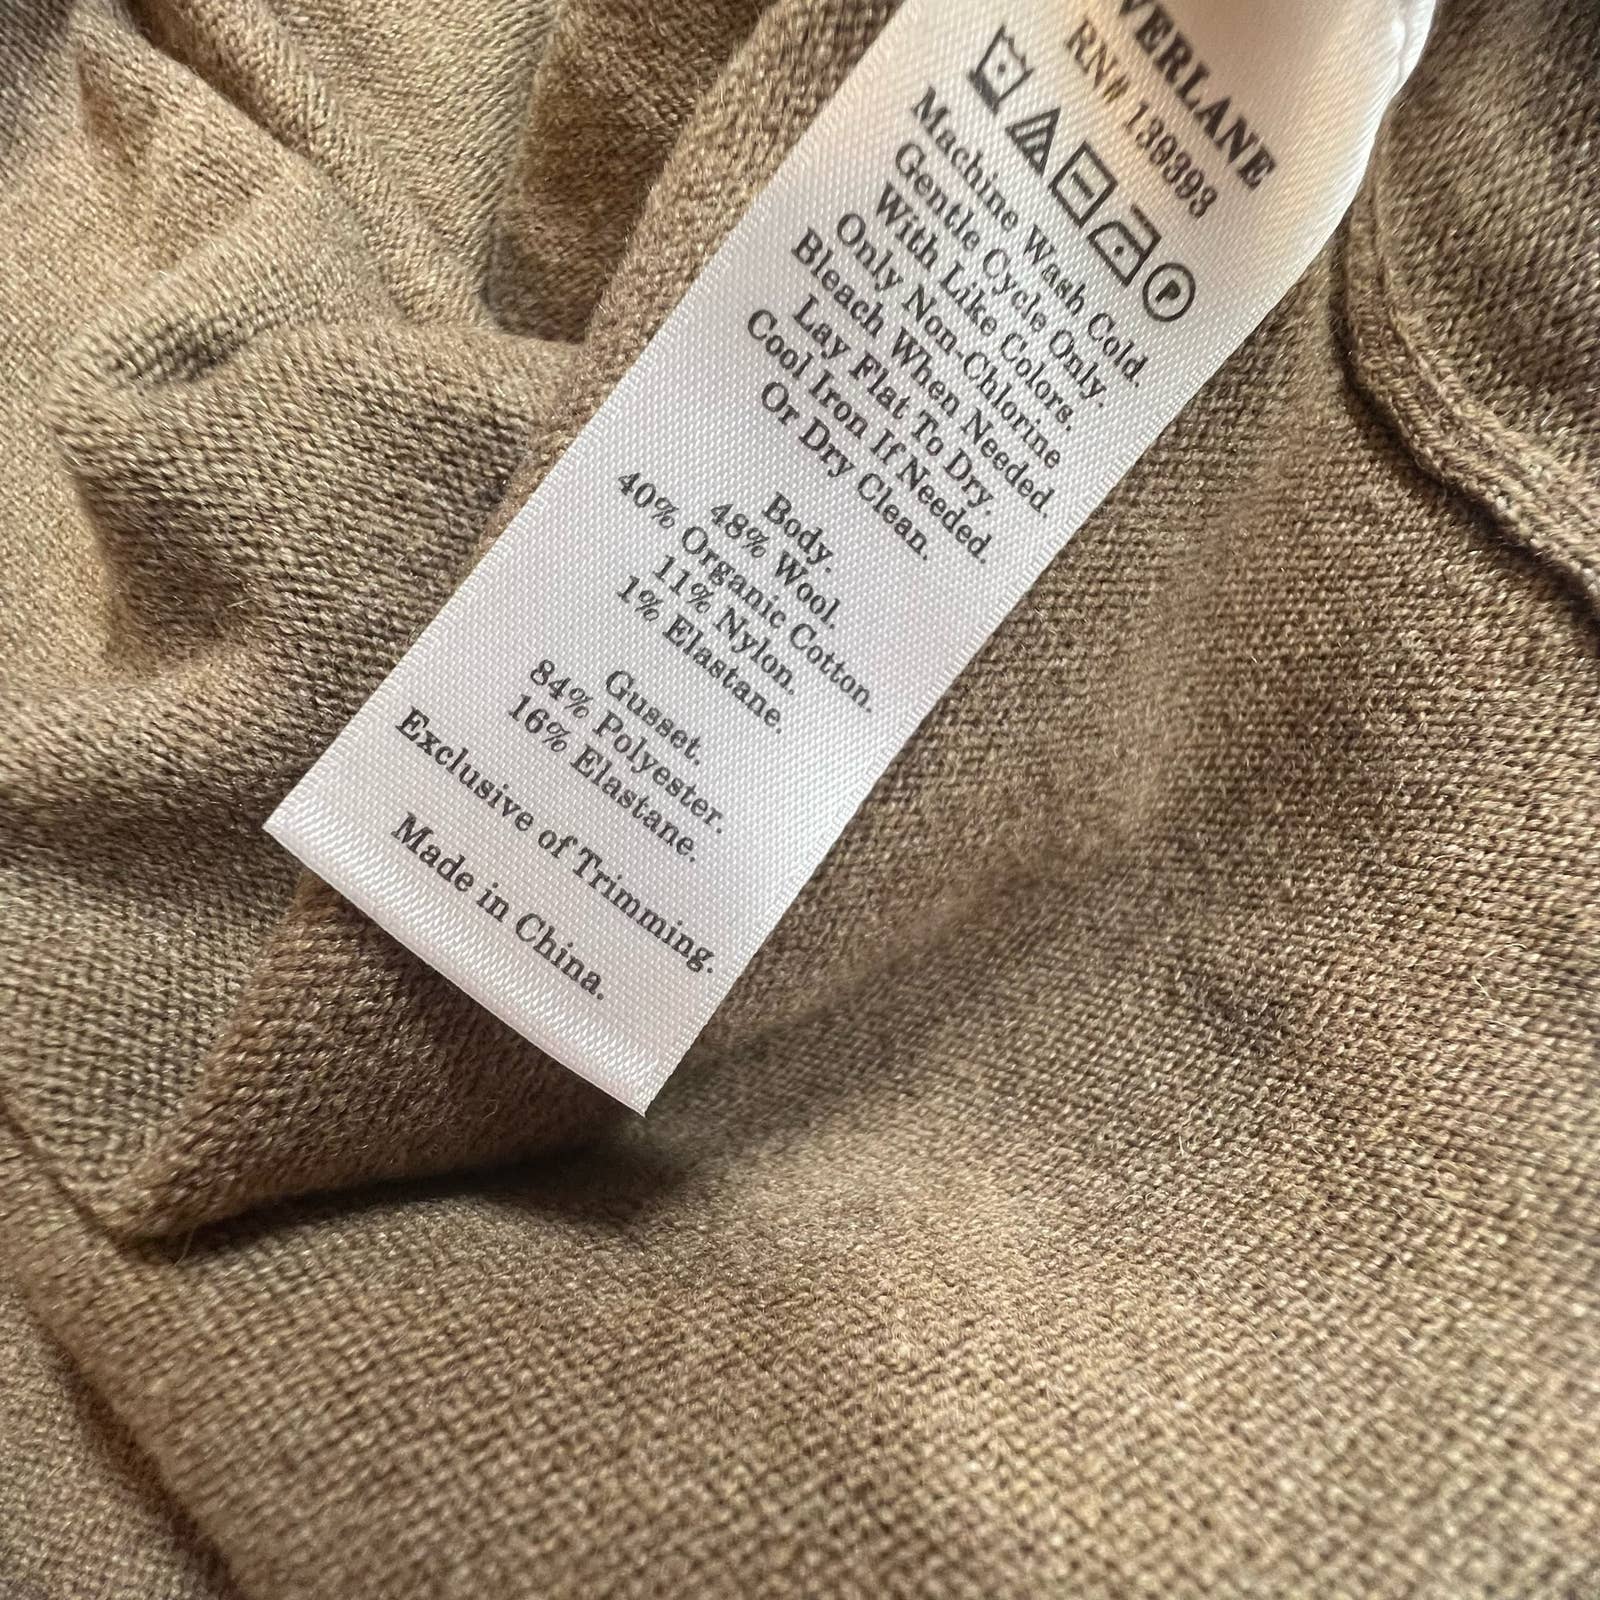 VERLANE
RN# 139393
P
Machine Wash Cold.
Gentle Cycle Only.
With Like Colors.
Only Non-Chlorine
Bleach When Needed.
Lay Flat To Dry.
Cool Iron If Needed.
Or Dry Clean.
Body.
48% Wool.
40% Organic Cotton.
11% Nylon.
1% Elastane.
Gusset.
84% Polyester.
16% Elastane.
Exclusive of Trimming.
Made in China.